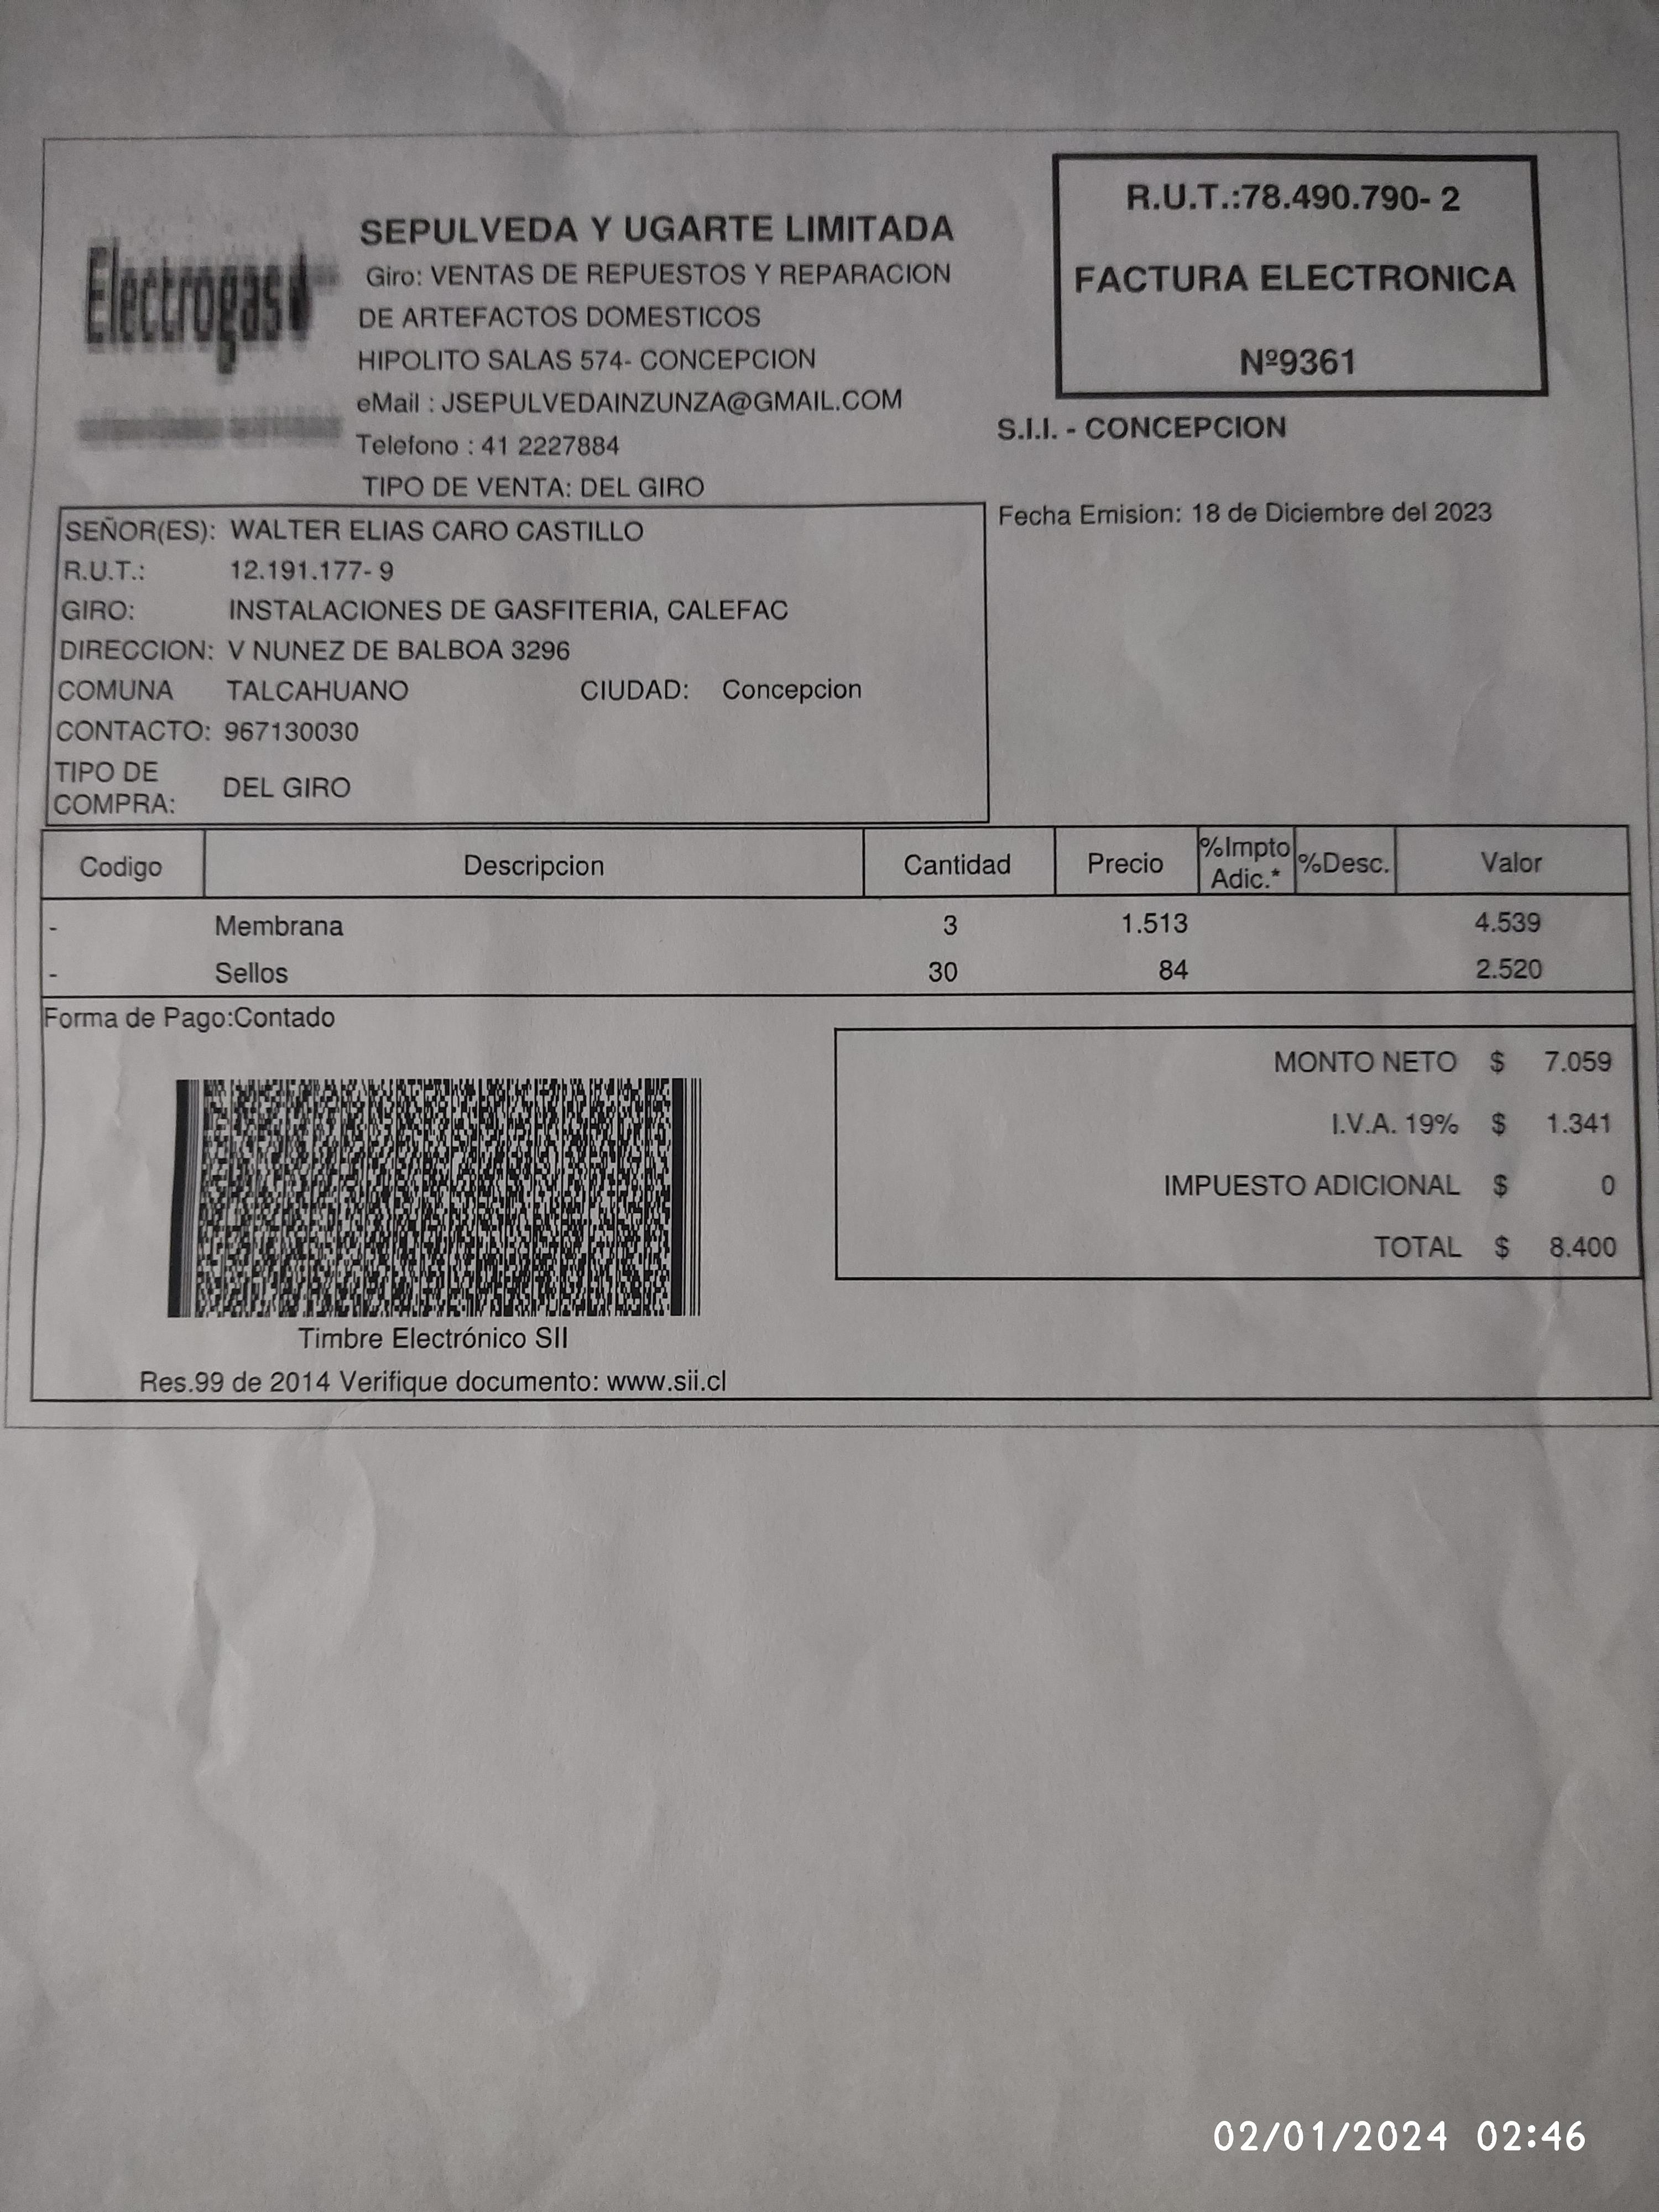 Electrogas
SEPULVEDA Y UGARTE LIMITADA
Giro: VENTAS DE REPUESTOS Y REPARACION
DE ARTEFACTOS DOMESTICOS
HIPOLITO SALAS 574- CONCEPCION
eMail : JSEPULVEDAINZUNZA@GMAIL.COM
Telefono : 41 2227884
TIPO DE VENTA: DEL GIRO
R.U.T.:78.490.790- 2
FACTURA ELECTRONICA
Nº9361
S.I.I. - CONCEPCION
Fecha Emision: 18 de Diciembre del 2023
SEÑOR(ES): WALTER ELIAS CARO CASTILLO
R.U.T.: 12.191.177- 9
GIRO: INSTALACIONES DE GASFITERIA, CALEFAC
DIRECCION: V NUNEZ DE BALBOA 3296
COMUNA TALCAHUANO CIUDAD: Concepcion
CONTACTO: 967130030
TIPO DE
COMPRA: DEL GIRO
Codigo Descripcion Cantidad Precio %Impto Adic.* %Desc. Valor
- Membrana 3 1.513 4.539
- Sellos 30 84 2.520
Forma de Pago:Contado
MONTO NETO $ 7.059
I.V.A. 19% $ 1.341
IMPUESTO ADICIONAL $ 0
TOTAL $ 8.400
Timbre Electrónico SII
Res.99 de 2014 Verifique documento: www.sii.cl
02/01/2024 02:46